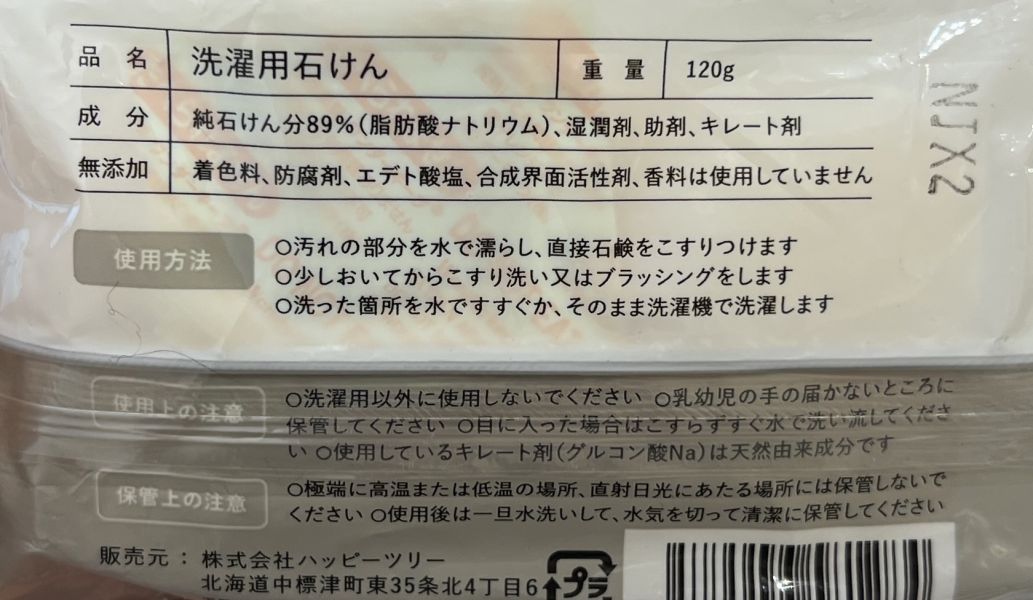 品 名 洗濯用石けん 重 量 120g
成 分 純石けん分89%(脂肪酸ナトリウム)、湿潤剤、助剤、キレート剤
無添加 着色料、防腐剤、エデト酸塩、合成界面活性剤、香料は使用していません
NJX2
使用方法
○汚れの部分を水で濡らし、直接石鹸をこすりつけます
○少しおいてからこすり洗い又はブラッシングをします
○洗った箇所を水ですすぐか、そのまま洗濯機で洗濯します
使用上の注意
○洗濯用以外に使用しないでください ○乳幼児の手の届かないところに
保管してください ○目に入った場合はこすらずすぐ水で洗い流してくださ
い ○使用しているキレート剤(グルコン酸Na)は天然由来成分です
保管上の注意
○極端に高温または低温の場所、直射日光にあたる場所には保管しないで
ください ○使用後は一旦水洗いして、水気を切って清潔に保管してください
販売元: 株式会社ハッピーツリー
北海道中標津町東35条北4丁目6
プラ